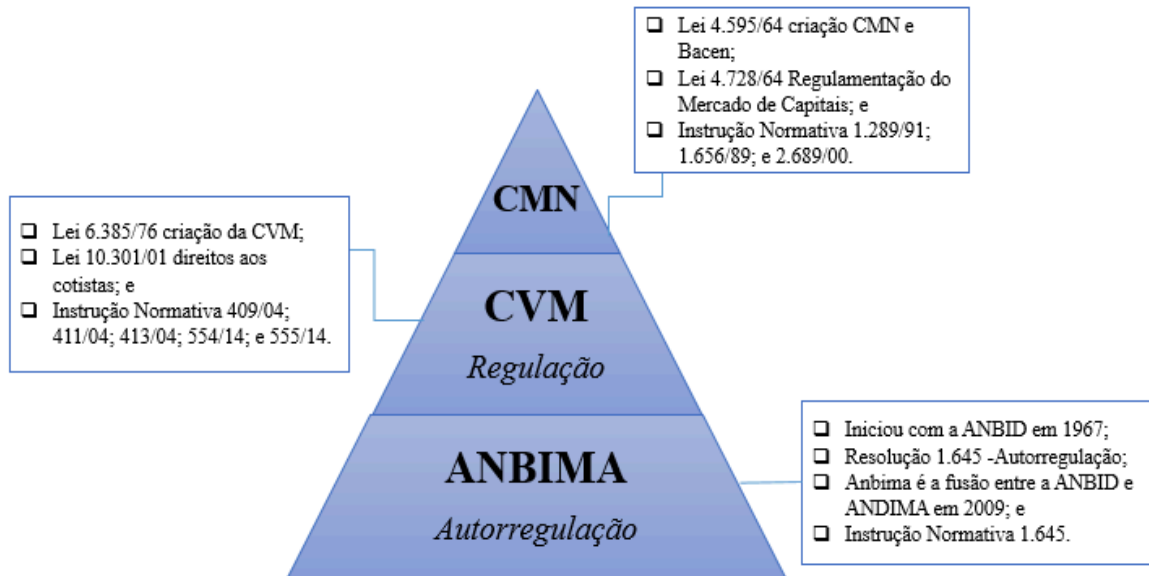 ❑ Lei 4.595/64 criação CMN e
Bacen;
❑ Lei 4.728/64 Regulamentação do
Mercado de Capitais; e
❑ Instrução Normativa 1.289/91;
1.656/89; e 2.689/00.
CMN
❑ Lei 6.385/76 criação da CVM;
❑ Lei 10.301/01 direitos aos
cotistas; e
❑ Instrução Normativa 409/04;
411/04; 413/04; 554/14; e 555/14.
CVM
Regulação
ANBIMA
Autorregulação
❑ Iniciou com a ANBID em 1967;
❑ Resolução 1.645 -Autorregulação;
❑ Anbima é a fusão entre a ANBID e
ANDIMA em 2009; e
❑ Instrução Normativa 1.645.